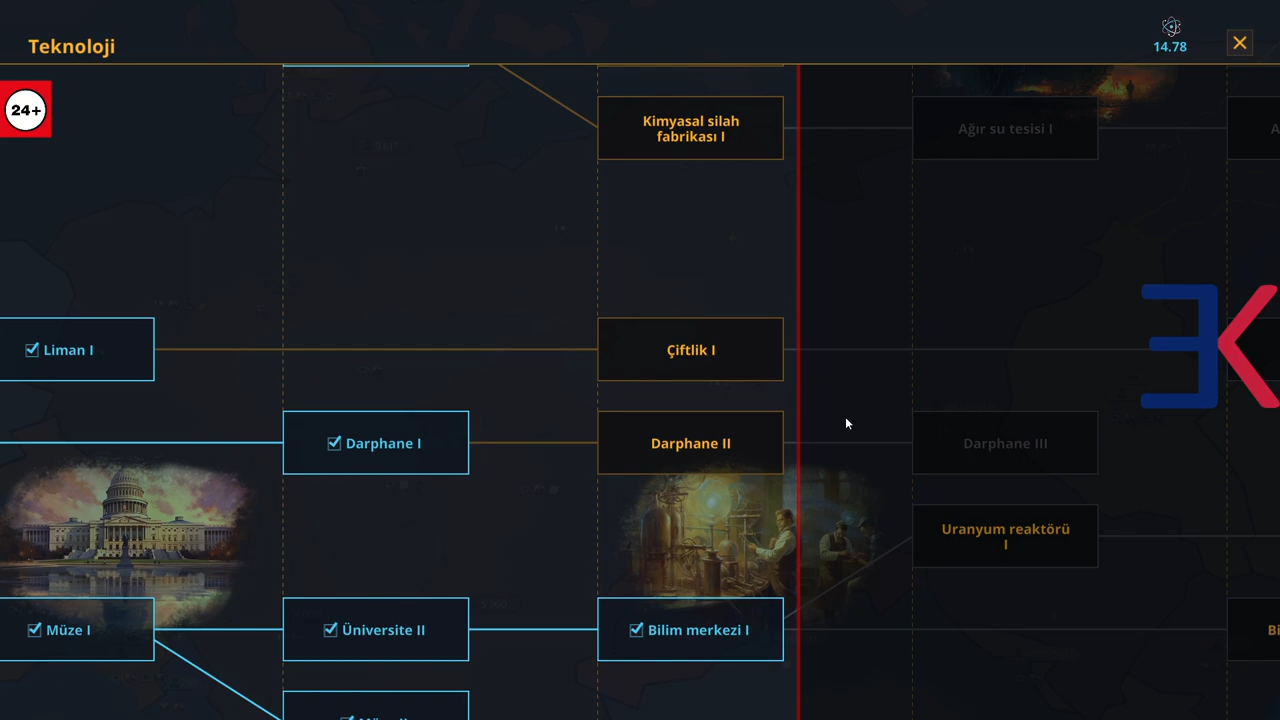 Teknoloji
14.78
24+
Kimyasal silah
fabrikası I
Ağır su tesisi I
Liman I
Çiftlik I
Darphane I
Darphane II
Darphane III
Uranyum reaktörü
I
Müze I
Üniversite II
Bilim merkezi I